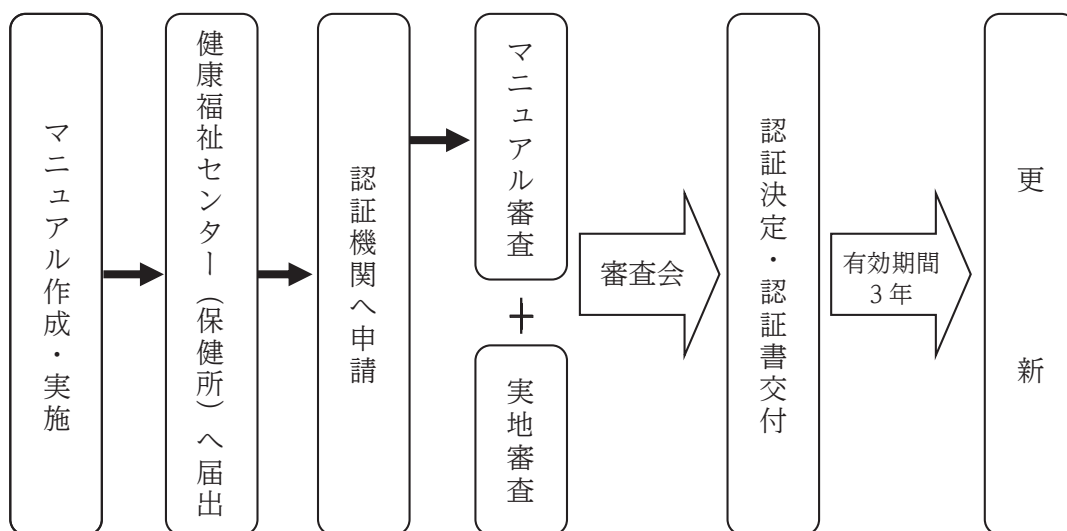 マニュアル作成・実施
健康福祉センター（保健所）へ届出
認証機関へ申請
マニュアル審査
＋
実地審査
審査会
認証決定・認証書交付
有効期間
３年
更新